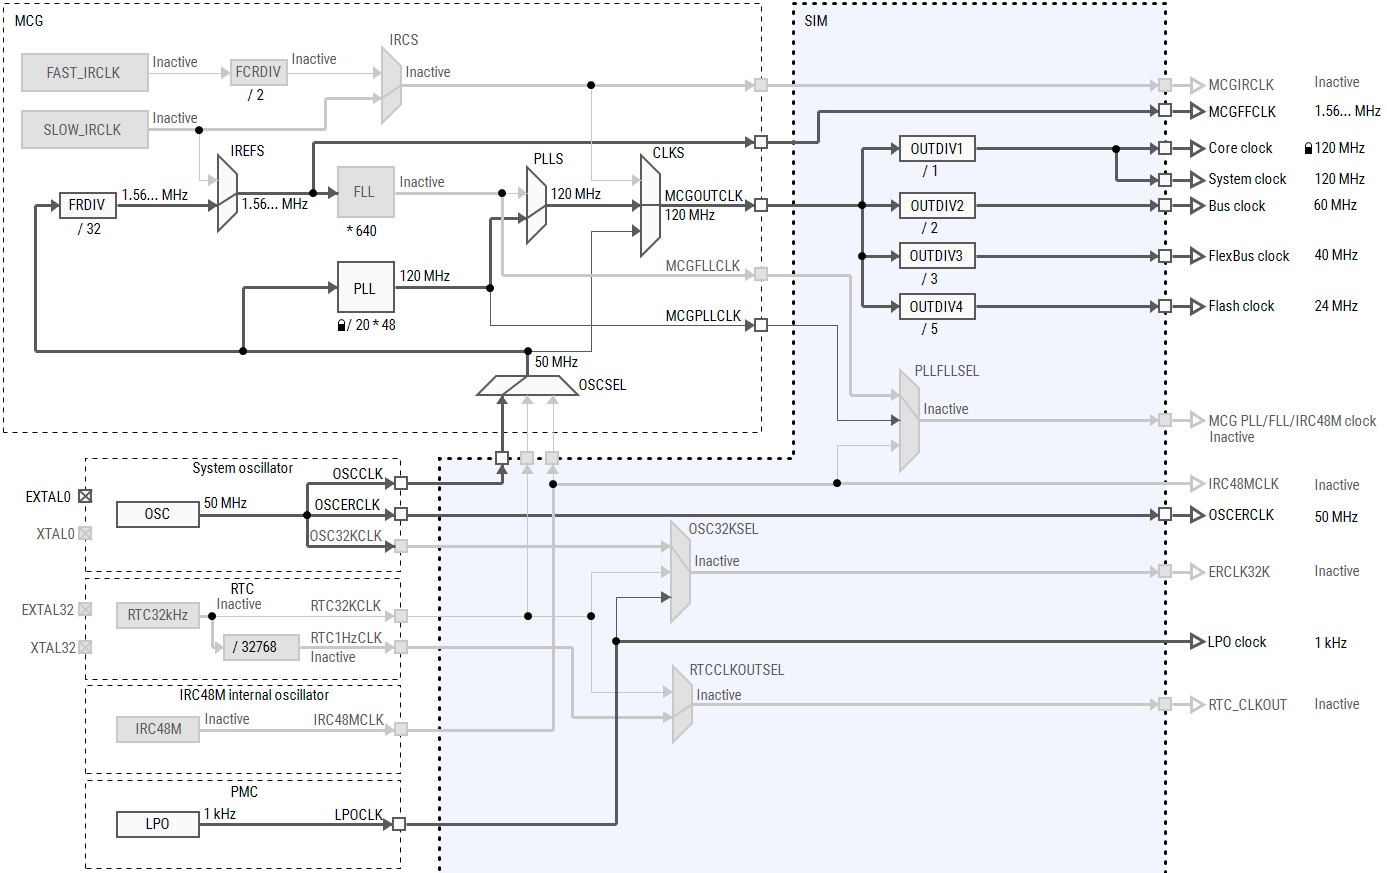 MCG
SIM
IRCS
FAST_IRCLK
Inactive
FCRDIV
Inactive
/ 2
Inactive
MCGIRCLK
Inactive
SLOW_IRCLK
Inactive
MCGFFCLK
1.56... MHz
IREFS
PLLS
CLKS
OUTDIV1
/ 1
Core clock
120 MHz
System clock
120 MHz
FRDIV
/ 32
1.56... MHz
1.56... MHz
FLL
Inactive
* 640
120 MHz
MCGOUTCLK
120 MHz
OUTDIV2
/ 2
Bus clock
60 MHz
OUTDIV3
/ 3
FlexBus clock
40 MHz
MCGFLLCLK
PLL
120 MHz
/ 20 * 48
MCGPLLCLK
OUTDIV4
/ 5
Flash clock
24 MHz
50 MHz
OSCSEL
PLLFLLSEL
Inactive
MCG PLL/FLL/IRC48M clock
Inactive
System oscillator
OSCCLK
EXTAL0
XTAL0
OSC
50 MHz
OSCERCLK
OSC32KCLK
IRC48MCLK
Inactive
OSCERCLK
50 MHz
OSC32KSEL
Inactive
ERCLK32K
Inactive
RTC
EXTAL32
XTAL32
RTC32kHz
Inactive
RTC32KCLK
/ 32768
RTC1HzCLK
Inactive
LPO clock
1 kHz
RTCCLKOUTSEL
Inactive
RTC_CLKOUT
Inactive
IRC48M internal oscillator
IRC48M
Inactive
IRC48MCLK
PMC
LPO
1 kHz
LPOCLK